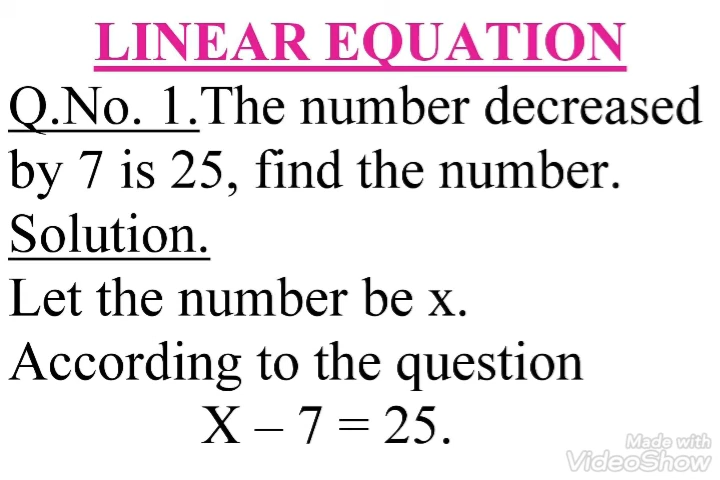 LINEAR EQUATION
Q.No. 1.The number decreased
by 7 is 25, find the number.
Solution.
Let the number be x.
According to the question
X – 7 = 25.
Made with
VideoShow